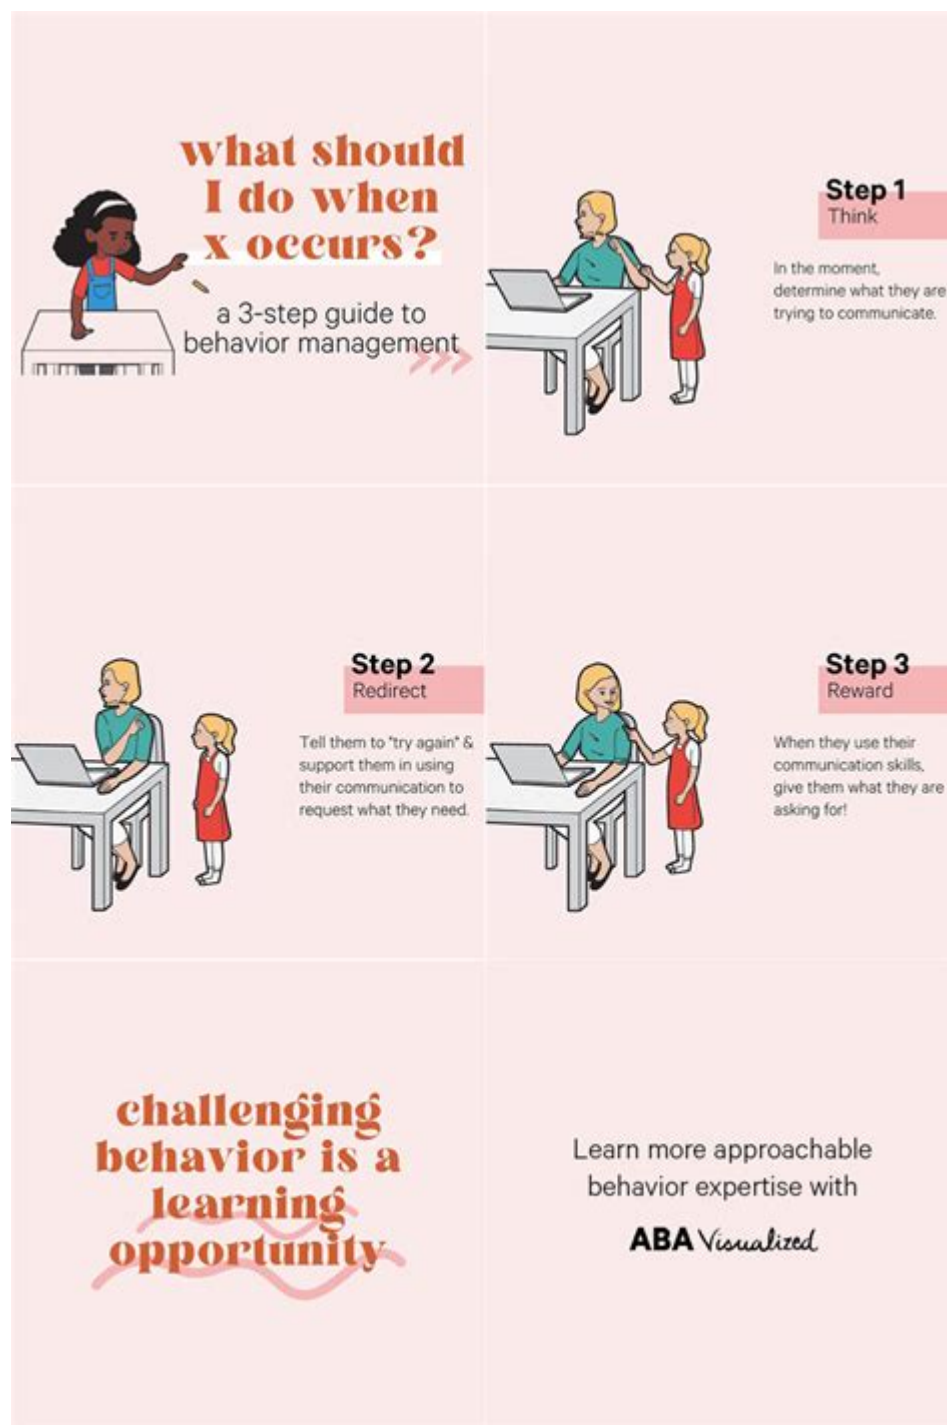 what should
I do when
x occurs?
a 3-step guide to
behavior management
Step 1
Think
In the moment,
determine what they are
trying to communicate.
Step 2
Redirect
Tell them to "try again" &
support them in using
their communication to
request what they need.
Step 3
Reward
When they use their
communication skills,
give them what they are
asking for!
challenging
behavior is a
learning
opportunity
Learn more approachable
behavior expertise with
ABA Visualized